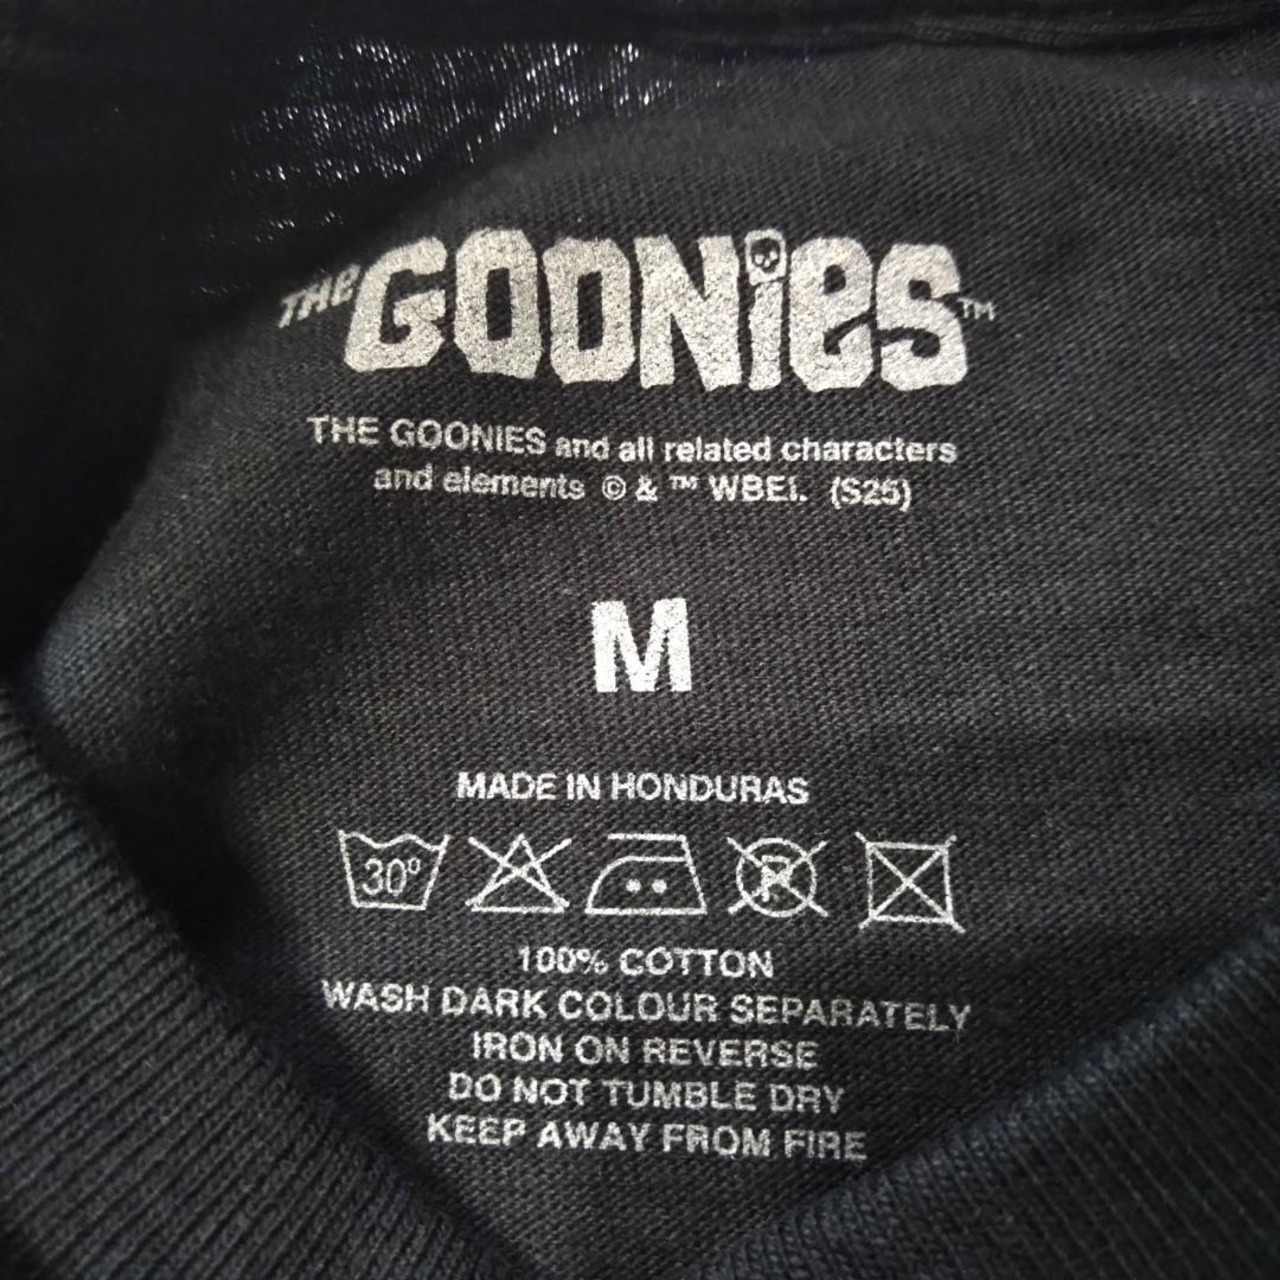 THE GOONIES™
THE GOONIES and all related characters
and elements © & ™ WBEI. (S25)
M
MADE IN HONDURAS
30° P
100% COTTON
WASH DARK COLOUR SEPARATELY
IRON ON REVERSE
DO NOT TUMBLE DRY
KEEP AWAY FROM FIRE